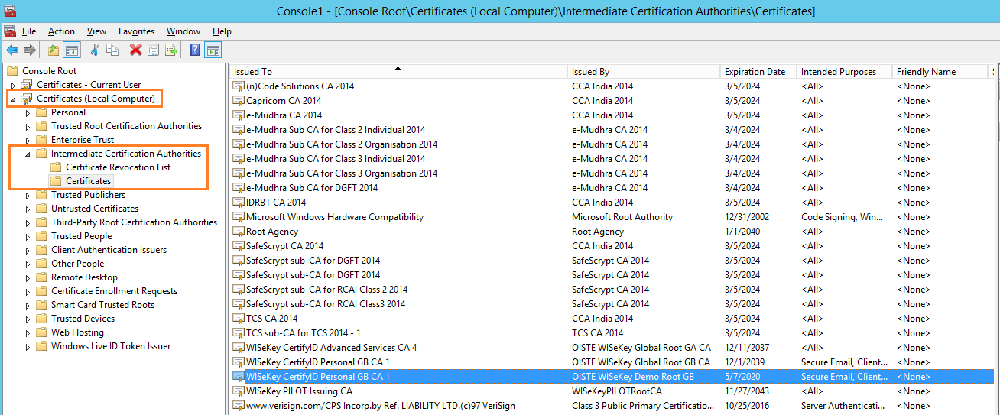 Console1 - [Console Root\Certificates (Local Computer)\Intermediate Certification Authorities\Certificates]
File Action View Favorites Window Help
Console Root
Certificates - Current User
Certificates (Local Computer)
Personal
Trusted Root Certification Authorities
Enterprise Trust
Intermediate Certification Authorities
Certificate Revocation List
Certificates
Trusted Publishers
Untrusted Certificates
Third-Party Root Certification Authorities
Trusted People
Client Authentication Issuers
Other People
Remote Desktop
Certificate Enrollment Requests
Smart Card Trusted Roots
Trusted Devices
Web Hosting
Windows Live ID Token Issuer
Issued To Issued By Expiration Date Intended Purposes Friendly Name
(n)Code Solutions CA 2014 CCA India 2014 3/5/2024 <All> <None>
Capricorn CA 2014 CCA India 2014 3/5/2024 <All> <None>
e-Mudhra CA 2014 CCA India 2014 3/5/2024 <All> <None>
e-Mudhra Sub CA for Class 2 Individual 2014 e-Mudhra CA 2014 3/4/2024 <All> <None>
e-Mudhra Sub CA for Class 2 Organisation 2014 e-Mudhra CA 2014 3/4/2024 <All> <None>
e-Mudhra Sub CA for Class 3 Individual 2014 e-Mudhra CA 2014 3/4/2024 <All> <None>
e-Mudhra Sub CA for Class 3 Organisation 2014 e-Mudhra CA 2014 3/4/2024 <All> <None>
e-Mudhra Sub CA for DGFT 2014 e-Mudhra CA 2014 3/4/2024 <All> <None>
IDRBT CA 2014 CCA India 2014 3/5/2024 <All> <None>
Microsoft Windows Hardware Compatibility Microsoft Root Authority 12/31/2002 Code Signing, Win... <None>
Root Agency Root Agency 1/1/2040 <All> <None>
SafeScrypt CA 2014 CCA India 2014 3/5/2024 <All> <None>
SafeScrypt sub-CA for DGFT 2014 SafeScrypt CA 2014 3/5/2024 <All> <None>
SafeScrypt sub-CA for DGFT 2014 SafeScrypt CA 2014 3/5/2024 <All> <None>
SafeScrypt sub-CA for RCAI Class 2 2014 SafeScrypt CA 2014 3/5/2024 <All> <None>
SafeScrypt sub-CA for RCAI Class3 2014 SafeScrypt CA 2014 3/5/2024 <All> <None>
TCS CA 2014 CCA India 2014 3/5/2024 <All> <None>
TCS sub-CA for TCS 2014 - 1 TCS CA 2014 3/5/2024 <All> <None>
WISeKey CertifyID Advanced Services CA 4 OISTE WISeKey Global Root GA CA 12/11/2037 <All> <None>
WISeKey CertifyID Personal GB CA 1 OISTE WISeKey Global Root GB CA 12/1/2039 Secure Email, Client... <None>
WISeKey CertifyID Personal GB CA 1 OISTE WISeKey Demo Root GB 5/7/2020 Secure Email, Client... <None>
WISeKey PILOT Issuing CA WISeKeyPILOTRootCA 11/27/2043 <All> <None>
www.verisign.com/CPS Incorp.by Ref. LIABILITY LTD.(c)97 VeriSign Class 3 Public Primary Certificatio... 10/25/2016 Server Authenticati... <None>